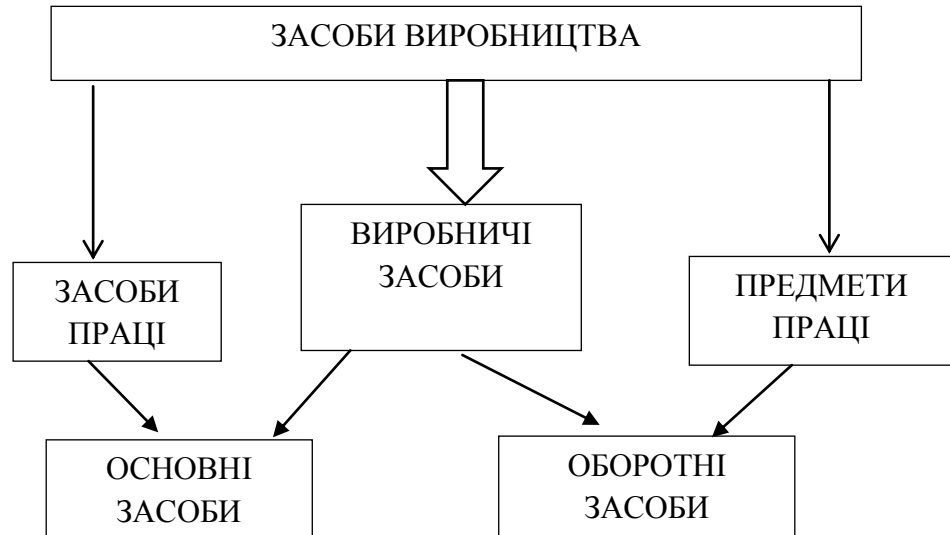 ЗАСОБИ ВИРОБНИЦТВА
ВИРОБНИЧІ
ЗАСОБИ
ЗАСОБИ
ПРАЦІ
ПРЕДМЕТИ
ПРАЦІ
ОСНОВНІ
ЗАСОБИ
ОБОРОТНІ
ЗАСОБИ